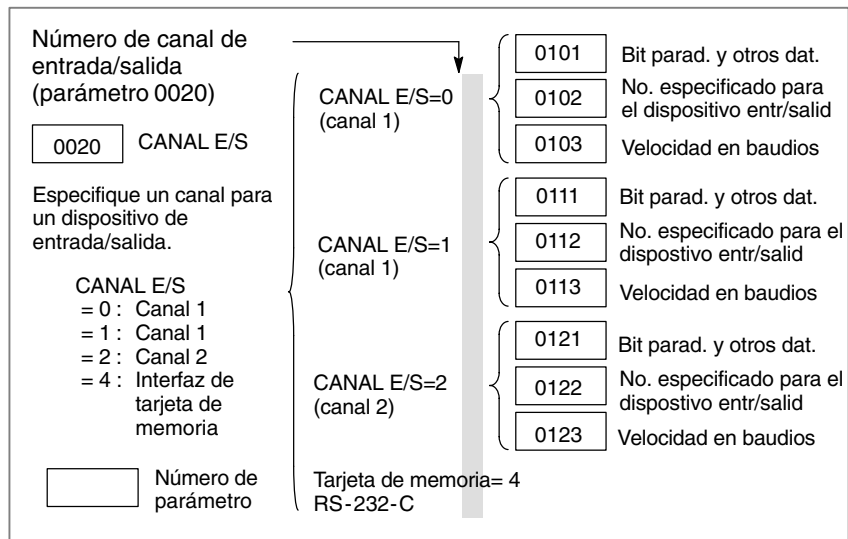 Número de canal de
entrada/salida
(parámetro 0020)
0020 CANAL E/S
Especifique un canal para
un dispositivo de
entrada/salida.
CANAL E/S
= 0 : Canal 1
= 1 : Canal 1
= 2 : Canal 2
= 4 : Interfaz de
tarjeta de
memoria
Número de
parámetro
CANAL E/S=0
(canal 1)
0101 Bit parad. y otros dat.
0102 No. especificado para
el dispositivo entr/salid
0103 Velocidad en baudios
CANAL E/S=1
(canal 1)
0111 Bit parad. y otros dat.
0112 No. especificado para el
dispostivo entr/salid
0113 Velocidad en baudios
CANAL E/S=2
(canal 2)
0121 Bit parad. y otros dat.
0122 No. especificado para el
dispostivo entr/salid
0123 Velocidad en baudios
Tarjeta de memoria= 4
RS-232-C